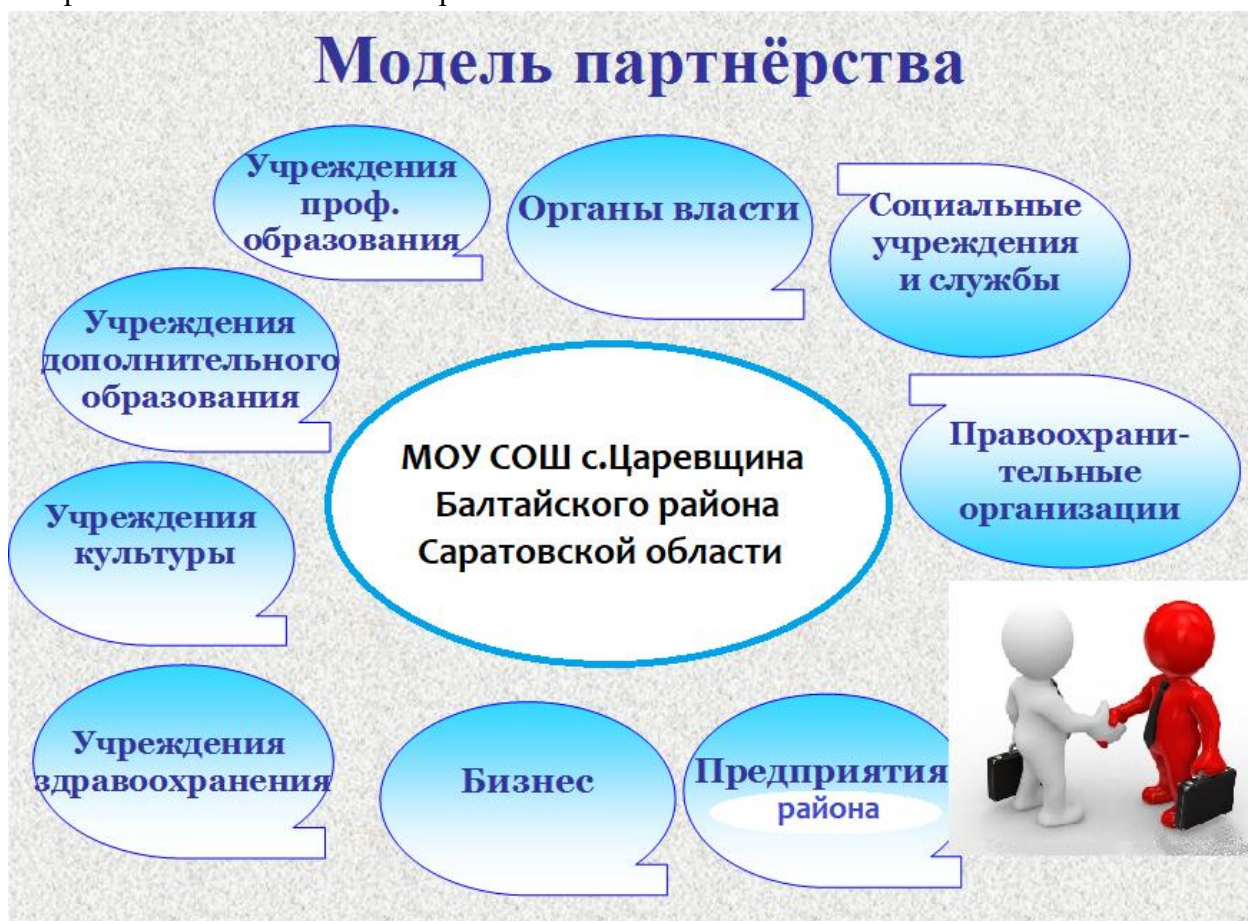 Модель партнёрства
Учреждения
проф.
образования
Органы власти
Социальные
учреждения
и службы
Учреждения
дополнительного
образования
МОУ СОШ с.Царевщина
Балтайского района
Саратовской области
Правоохрани-
тельные
организации
Учреждения
культуры
Учреждения
здравоохранения
Бизнес
Предприятия
района